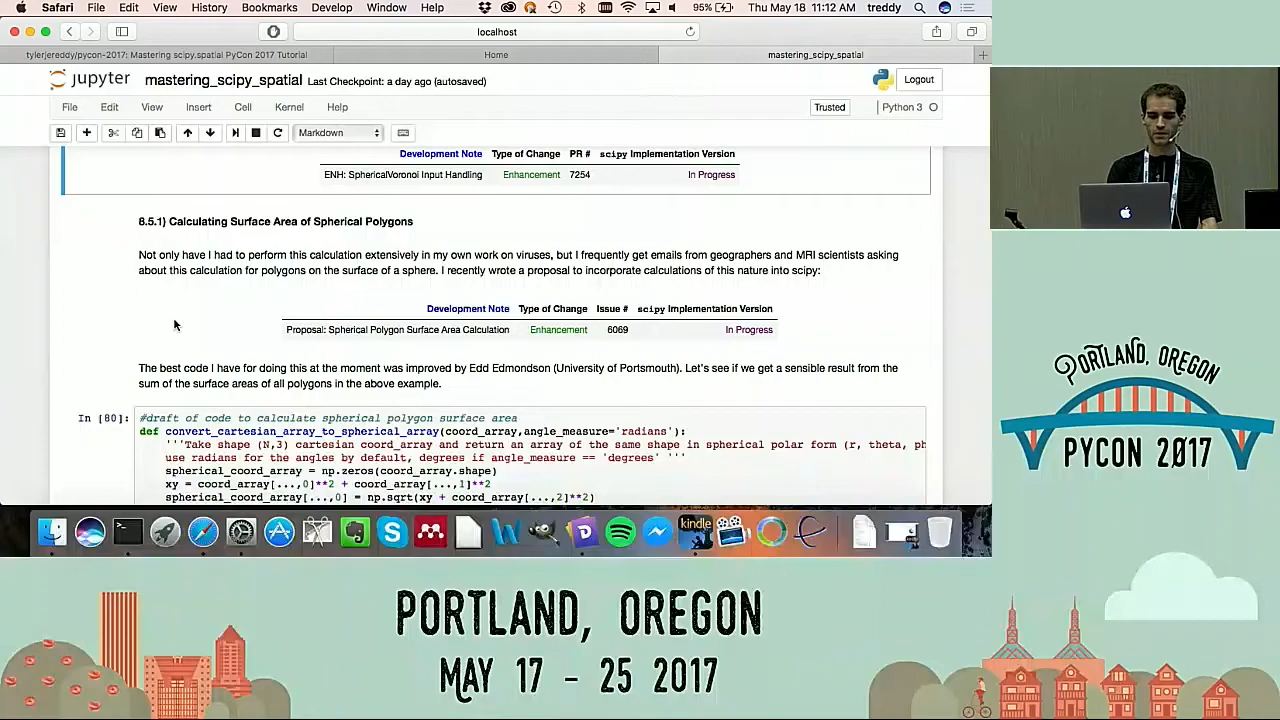 Safari File Edit View History Bookmarks Develop Window Help 95% Thu May 18 11:12 AM treddy
localhost
tylerjereddy/pycon-2017: Mastering scipy.spatial PyCon 2017 Tutorial Home mastering_scipy_spatial
jupyter mastering_scipy_spatial Last Checkpoint: a day ago (autosaved) Logout
File Edit View Insert Cell Kernel Help Trusted Python 3
Markdown
Development Note Type of Change PR # scipy Implementation Version
ENH: SphericalVoronoi Input Handling Enhancement 7254 In Progress
8.5.1) Calculating Surface Area of Spherical Polygons
Not only have I had to perform this calculation extensively in my own work on viruses, but I frequently get emails from geographers and MRI scientists asking
about this calculation for polygons on the surface of a sphere. I recently wrote a proposal to incorporate calculations of this nature into scipy:
Development Note Type of Change Issue # scipy Implementation Version
Proposal: Spherical Polygon Surface Area Calculation Enhancement 6069 In Progress
The best code I have for doing this at the moment was improved by Edd Edmondson (University of Portsmouth). Let's see if we get a sensible result from the
sum of the surface areas of all polygons in the above example.
In [80]: #draft of code to calculate spherical polygon surface area
def convert_cartesian_array_to_spherical_array(coord_array,angle_measure='radians'):
'''Take shape (N,3) cartesian coord_array and return an array of the same shape in spherical polar form (r, theta, ph
use radians for the angles by default, degrees if angle_measure == 'degrees' '''
spherical_coord_array = np.zeros(coord_array.shape)
xy = coord_array[...,0]**2 + coord_array[...,1]**2
spherical_coord_array[...,0] = np.sqrt(xy + coord_array[...,2]**2)
kindle
PORTLAND, OREGON
PYCON 2017
PORTLAND, OREGON
MAY 17 - 25 2017